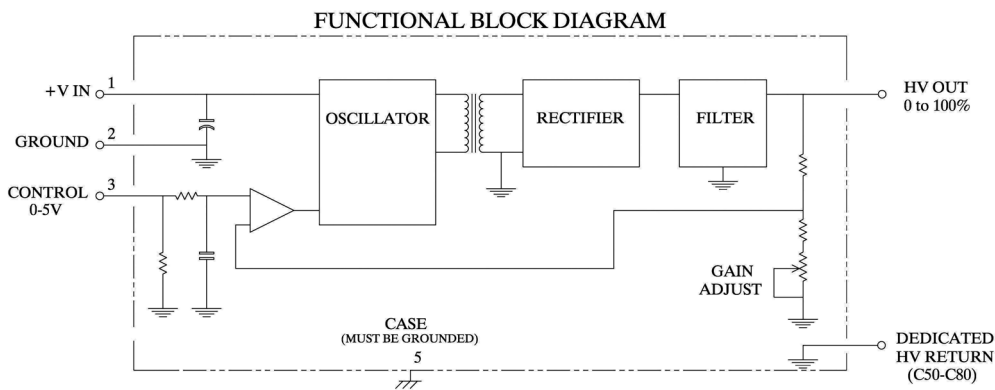 FUNCTIONAL BLOCK DIAGRAM
+V IN
1
GROUND
2
CONTROL
0-5V
3
OSCILLATOR
RECTIFIER
FILTER
HV OUT
0 to 100%
GAIN
ADJUST
CASE
(MUST BE GROUNDED)
5
DEDICATED
HV RETURN
(C50-C80)